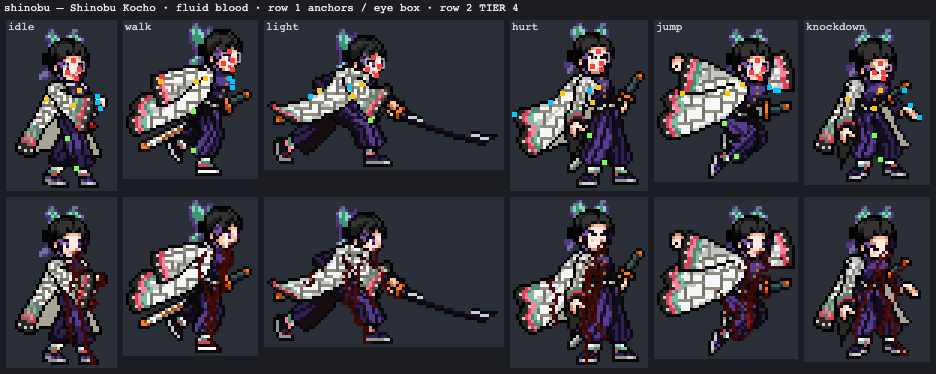 shinobu — Shinobu Kocho · fluid blood · row 1 anchors / eye box · row 2 TIER 4
idle
walk
light
hurt
jump
knockdown